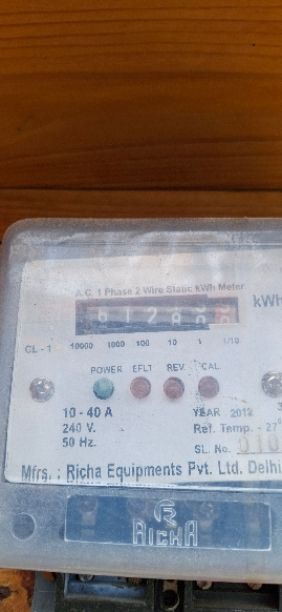 A.C. 1 Phase 2 Wire Static kWh Meter
6128
kWh
CL - 1 10000 1000 100 10 1 1/10
POWER EFLT REV. CAL.
10 - 40 A
240 V.
50 Hz.
YEAR 2012
Ref. Temp. - 27
SL. No. 010
Mfrs. : Richa Equipments Pvt. Ltd. Delhi
RICHA